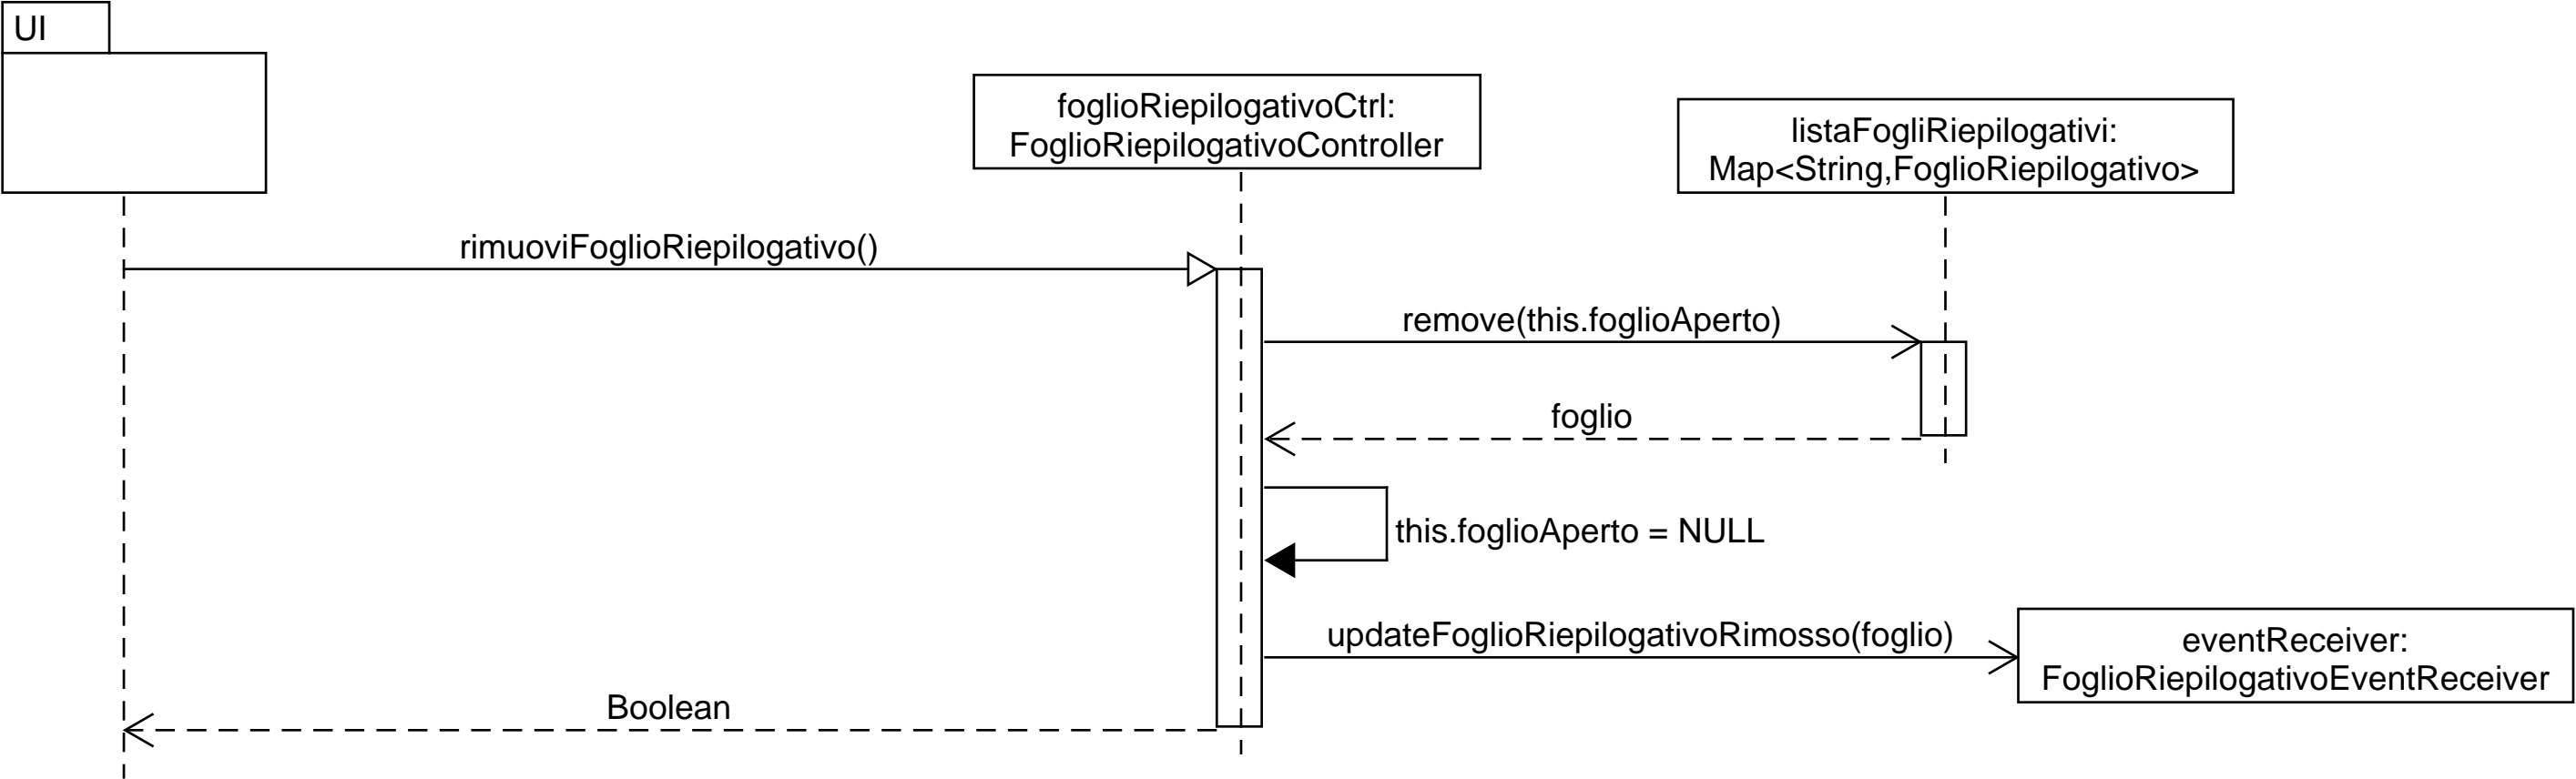 UI
foglioRiepilogativoCtrl:
FoglioRiepilogativoController
listaFogliRiepilogativi:
Map<String,FoglioRiepilogativo>
rimuoviFoglioRiepilogativo()
remove(this.foglioAperto)
foglio
this.foglioAperto = NULL
updateFoglioRiepilogativoRimosso(foglio)
eventReceiver:
FoglioRiepilogativoEventReceiver
Boolean